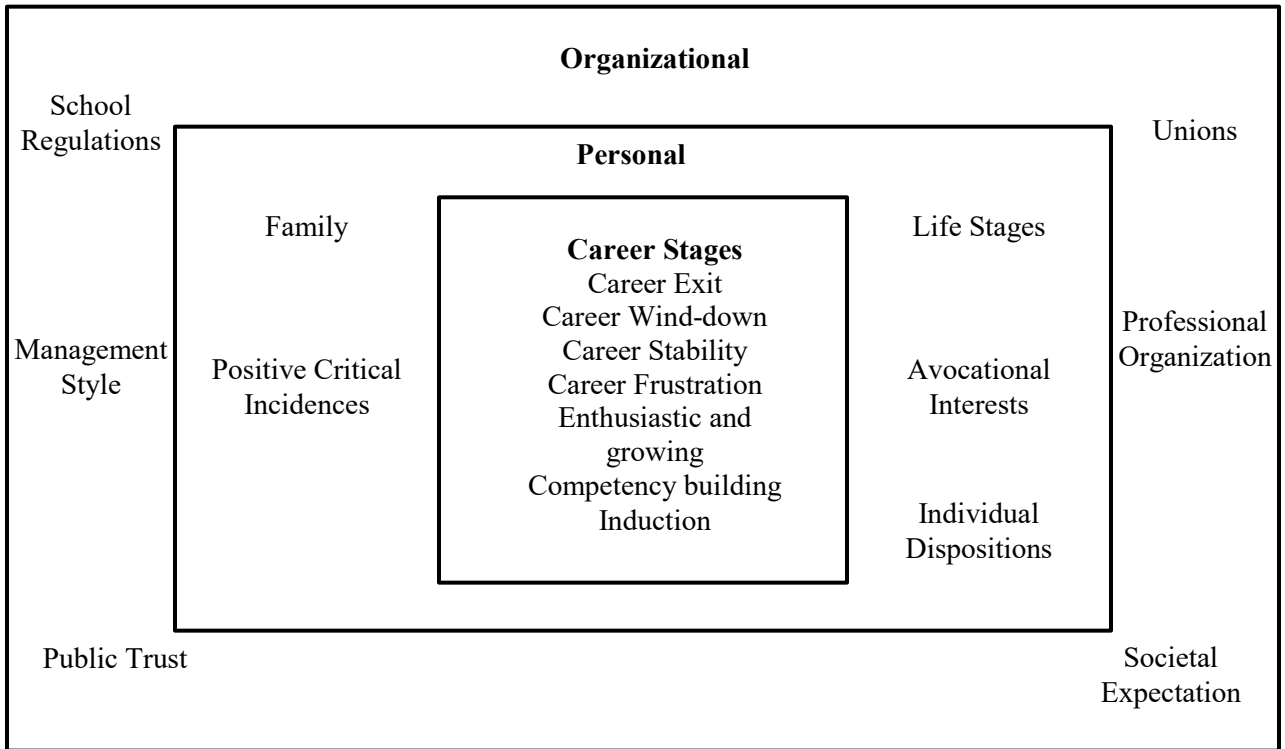 Organizational
School
Regulations
Unions
Personal
Family
Life Stages
Career Stages
Career Exit
Career Wind-down
Career Stability
Career Frustration
Enthusiastic and
growing
Competency building
Induction
Management
Style
Positive Critical
Incidences
Avocational
Interests
Professional
Organization
Individual
Dispositions
Public Trust
Societal
Expectation